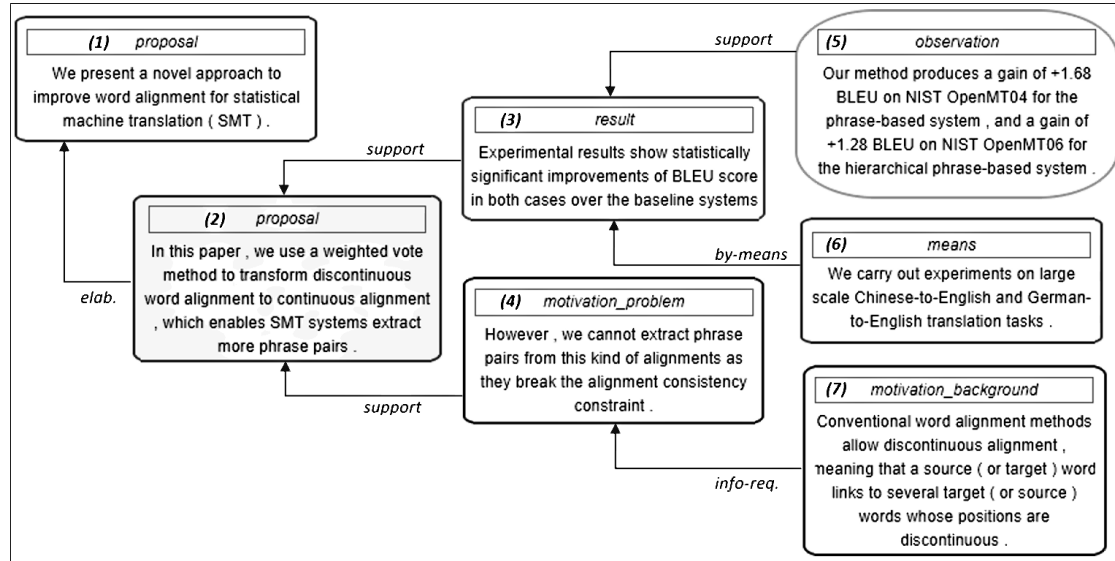 (1) proposal
We present a novel approach to
improve word alignment for statistical
machine translation ( SMT ) .
elab.
(2) proposal
In this paper , we use a weighted vote
method to transform discontinuous
word alignment to continuous alignment
, which enables SMT systems extract
more phrase pairs .
support
support
(3) result
Experimental results show statistically
significant improvements of BLEU score
in both cases over the baseline systems
(4) motivation_problem
However , we cannot extract phrase
pairs from this kind of alignments as
they break the alignment consistency
constraint .
support
by-means
info-req.
(5) observation
Our method produces a gain of +1.68
BLEU on NIST OpenMT04 for the
phrase-based system , and a gain of
+1.28 BLEU on NIST OpenMT06 for
the hierarchical phrase-based system .
(6) means
We carry out experiments on large
scale Chinese-to-English and German-
to-English translation tasks .
(7) motivation_background
Conventional word alignment methods
allow discontinuous alignment ,
meaning that a source ( or target ) word
links to several target ( or source )
words whose positions are
discontinuous .